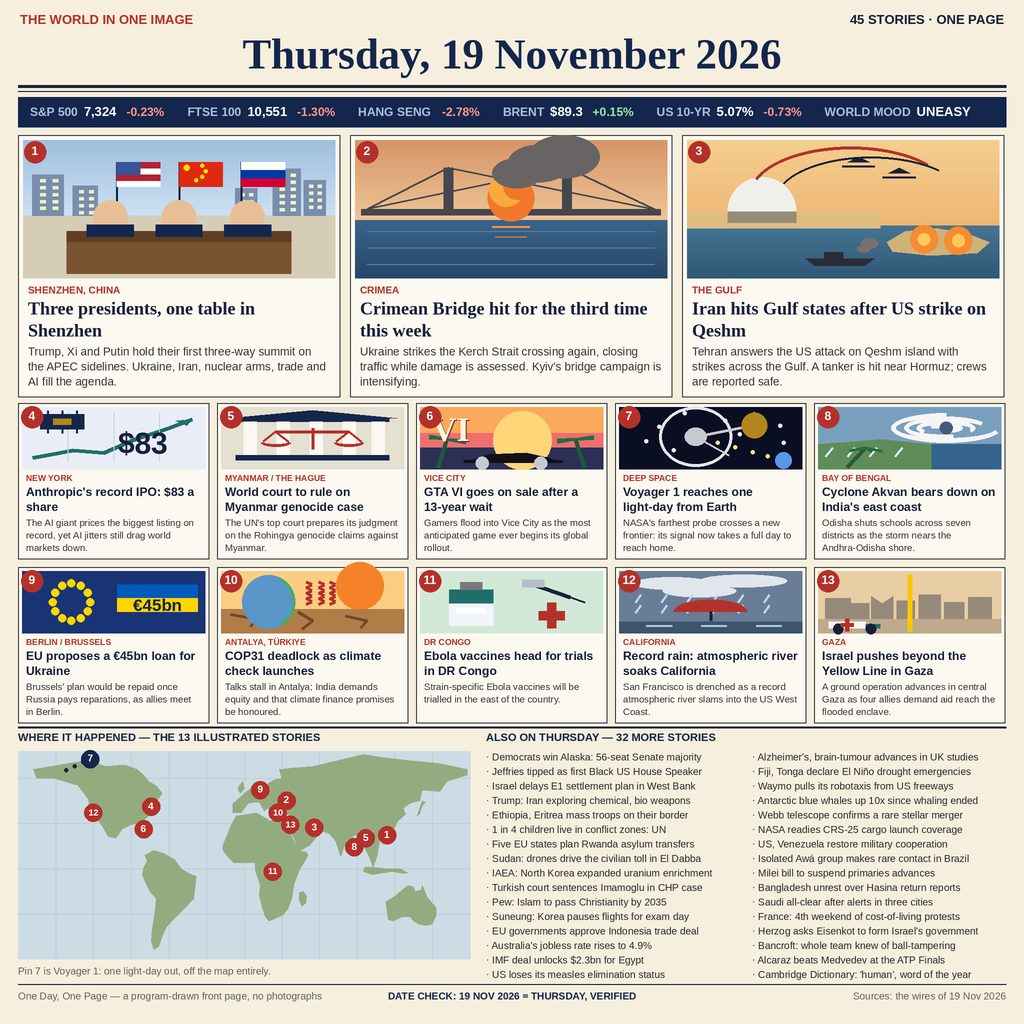 THE WORLD IN ONE IMAGE
45 STORIES · ONE PAGE
Thursday, 19 November 2026
S&P 500 7,324 -0.23% FTSE 100 10,551 -1.30% HANG SENG -2.78% BRENT $89.3 +0.15% US 10-YR 5.07% -0.73% WORLD MOOD UNEASY
1
SHENZHEN, CHINA
Three presidents, one table in
Shenzhen
Trump, Xi and Putin hold their first three-way summit on
the APEC sidelines. Ukraine, Iran, nuclear arms, trade and
AI fill the agenda.
2
CRIMEA
Crimean Bridge hit for the third time
this week
Ukraine strikes the Kerch Strait crossing again, closing
traffic while damage is assessed. Kyiv's bridge campaign is
intensifying.
3
THE GULF
Iran hits Gulf states after US strike on
Qeshm
Tehran answers the US attack on Qeshm island with
strikes across the Gulf. A tanker is hit near Hormuz; crews
are reported safe.
4
$83
NEW YORK
Anthropic's record IPO: $83 a
share
The AI giant prices the biggest listing on
record, yet AI jitters still drag world
markets down.
5
MYANMAR / THE HAGUE
World court to rule on
Myanmar genocide case
The UN's top court prepares its judgment
on the Rohingya genocide claims against
Myanmar.
6
VI
VICE CITY
GTA VI goes on sale after a
13-year wait
Gamers flood into Vice City as the most
anticipated game ever begins its global
rollout.
7
DEEP SPACE
Voyager 1 reaches one
light-day from Earth
NASA's farthest probe crosses a new
frontier: its signal now takes a full day to
reach home.
8
BAY OF BENGAL
Cyclone Akvan bears down on
India's east coast
Odisha shuts schools across seven
districts as the storm nears the
Andhra-Odisha shore.
9
€45bn
BERLIN / BRUSSELS
EU proposes a €45bn loan for
Ukraine
Brussels' plan would be repaid once
Russia pays reparations, as allies meet
in Berlin.
10
ANTALYA, TÜRKIYE
COP31 deadlock as climate
check launches
Talks stall in Antalya; India demands
equity and that climate finance promises
be honoured.
11
DR CONGO
Ebola vaccines head for trials
in DR Congo
Strain-specific Ebola vaccines will be
trialled in the east of the country.
12
CALIFORNIA
Record rain: atmospheric river
soaks California
San Francisco is drenched as a record
atmospheric river slams into the US West
Coast.
13
GAZA
Israel pushes beyond the
Yellow Line in Gaza
A ground operation advances in central
Gaza as four allies demand aid reach the
flooded enclave.
WHERE IT HAPPENED — THE 13 ILLUSTRATED STORIES
7
9
2
4
12
10
6
13
3
5
1
8
11
Pin 7 is Voyager 1: one light-day out, off the map entirely.
ALSO ON THURSDAY — 32 MORE STORIES
· Democrats win Alaska: 56-seat Senate majority
· Jeffries tipped as first Black US House Speaker
· Israel delays E1 settlement plan in West Bank
· Trump: Iran exploring chemical, bio weapons
· Ethiopia, Eritrea mass troops on their border
· 1 in 4 children live in conflict zones: UN
· Five EU states plan Rwanda asylum transfers
· Sudan: drones drive the civilian toll in El Dabba
· IAEA: North Korea expanded uranium enrichment
· Turkish court sentences Imamoglu in CHP case
· Pew: Islam to pass Christianity by 2035
· Suneung: Korea pauses flights for exam day
· EU governments approve Indonesia trade deal
· Australia's jobless rate rises to 4.9%
· IMF deal unlocks $2.3bn for Egypt
· US loses its measles elimination status
· Alzheimer's, brain-tumour advances in UK studies
· Fiji, Tonga declare El Niño drought emergencies
· Waymo pulls its robotaxis from US freeways
· Antarctic blue whales up 10x since whaling ended
· Webb telescope confirms a rare stellar merger
· NASA readies CRS-25 cargo launch coverage
· US, Venezuela restore military cooperation
· Isolated Awá group makes rare contact in Brazil
· Milei bill to suspend primaries advances
· Bangladesh unrest over Hasina return reports
· Saudi all-clear after alerts in three cities
· France: 4th weekend of cost-of-living protests
· Herzog asks Eisenkot to form Israel's government
· Bancroft: whole team knew of ball-tampering
· Alcaraz beats Medvedev at the ATP Finals
· Cambridge Dictionary: 'human', word of the year
One Day, One Page — a program-drawn front page, no photographs
DATE CHECK: 19 NOV 2026 = THURSDAY, VERIFIED
Sources: the wires of 19 Nov 2026